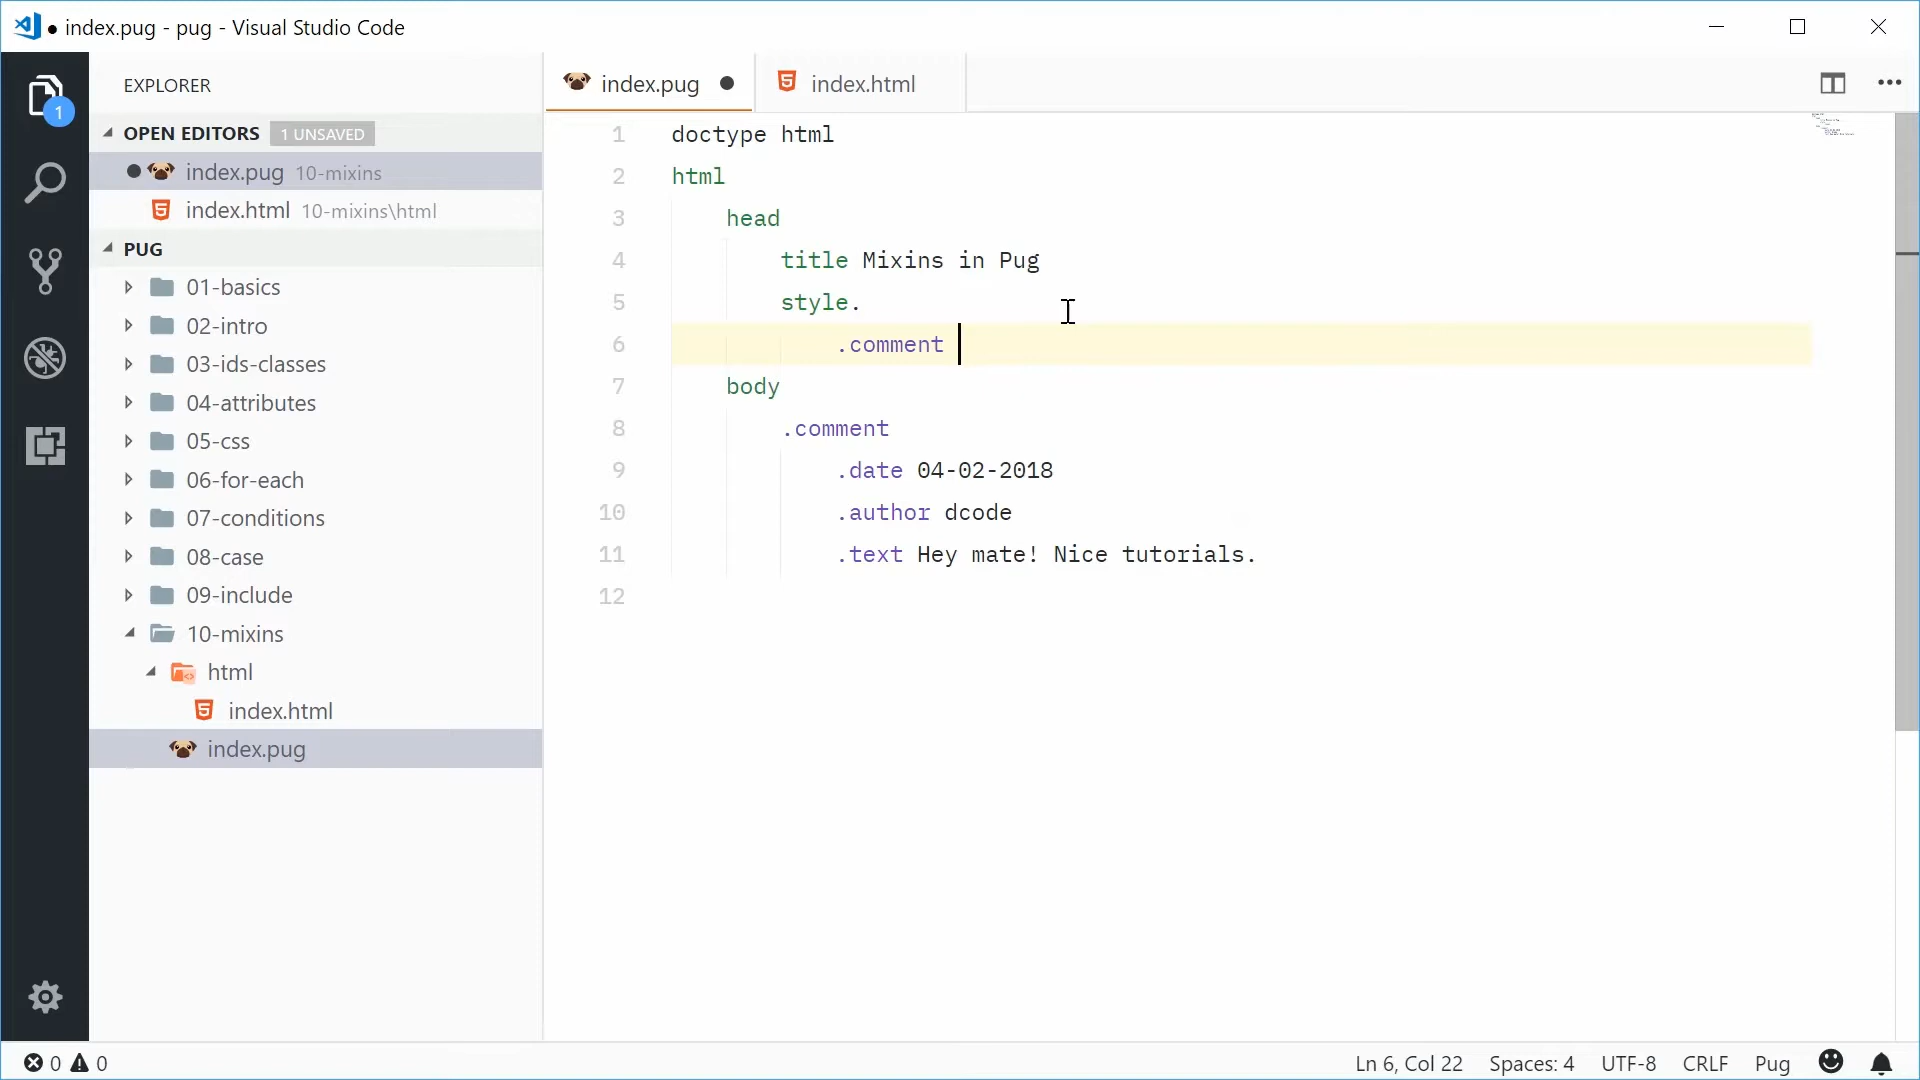 ● index.pug - pug - Visual Studio Code
EXPLORER
OPEN EDITORS 1 UNSAVED
index.pug 10-mixins
index.html 10-mixins\html
PUG
01-basics
02-intro
03-ids-classes
04-attributes
05-css
06-for-each
07-conditions
08-case
09-include
10-mixins
html
index.html
index.pug
1
index.pug
index.html
1 doctype html
2 html
3 head
4 title Mixins in Pug
5 style.
6 .comment
7 body
8 .comment
9 .date 04-02-2018
10 .author dcode
11 .text Hey mate! Nice tutorials.
12
0 0
Ln 6, Col 22 Spaces: 4 UTF-8 CRLF Pug